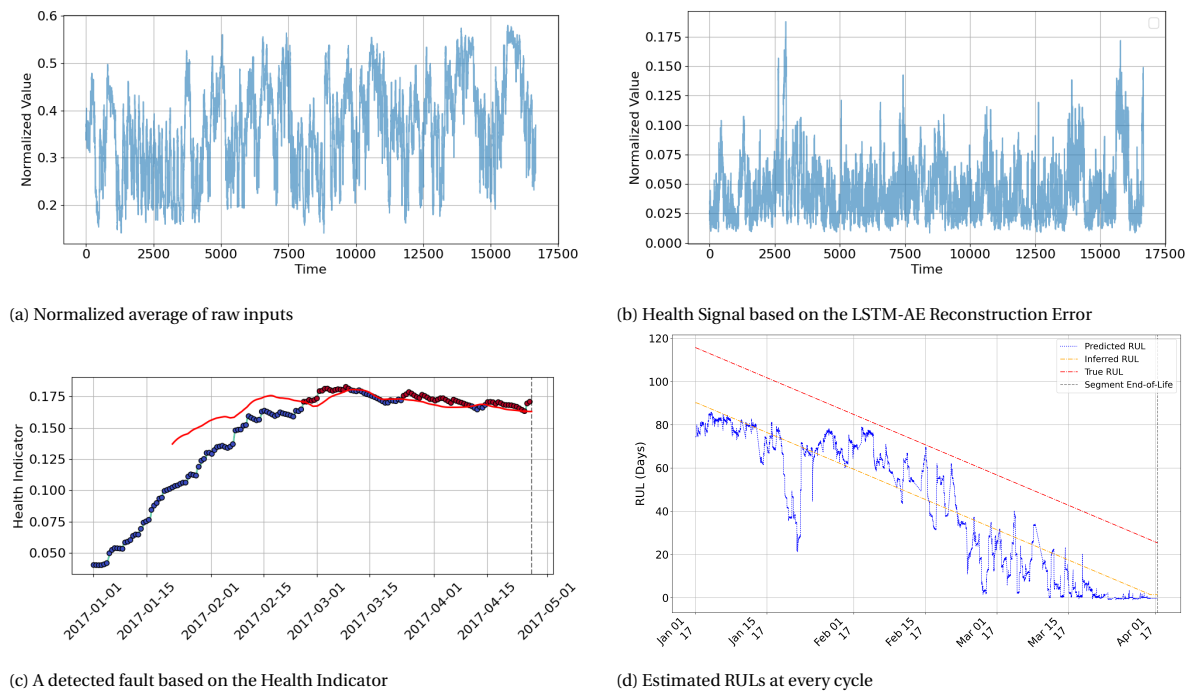 0.6
0.5
0.4
0.3
0.2
Normalized Value
0
2500
5000
7500
10000
12500
15000
17500
Time
(a) Normalized average of raw inputs
0.175
0.150
0.125
0.100
0.075
0.050
0.025
0.000
Normalized Value
0
2500
5000
7500
10000
12500
15000
17500
Time
(b) Health Signal based on the LSTM-AE Reconstruction Error
0.175
0.150
0.125
0.100
0.075
0.050
Health Indicator
2017-01-01
2017-01-15
2017-02-01
2017-02-15
2017-03-01
2017-03-15
2017-04-01
2017-04-15
2017-05-01
(c) A detected fault based on the Health Indicator
120
100
80
60
40
20
0
RUL (Days)
Predicted RUL
Inferred RUL
True RUL
Segment End-of-Life
Jan 01
17
Jan 15
17
Feb 01
17
Feb 15
17
Mar 01
17
Mar 15
17
Apr 01
17
(d) Estimated RULs at every cycle